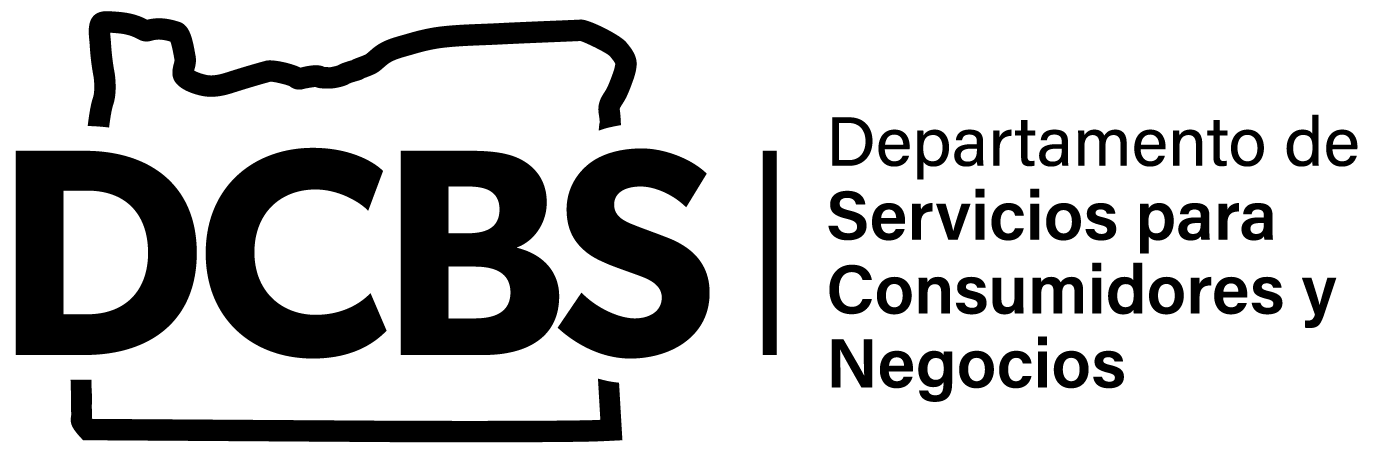 DCBS
Departamento de
Servicios para
Consumidores y
Negocios